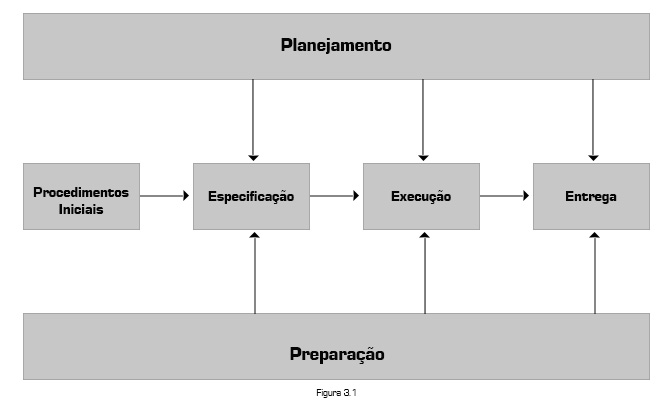 Planejamento
Procedimentos
Iniciais
Especificação
Execução
Entrega
Preparação
Figura 3.1